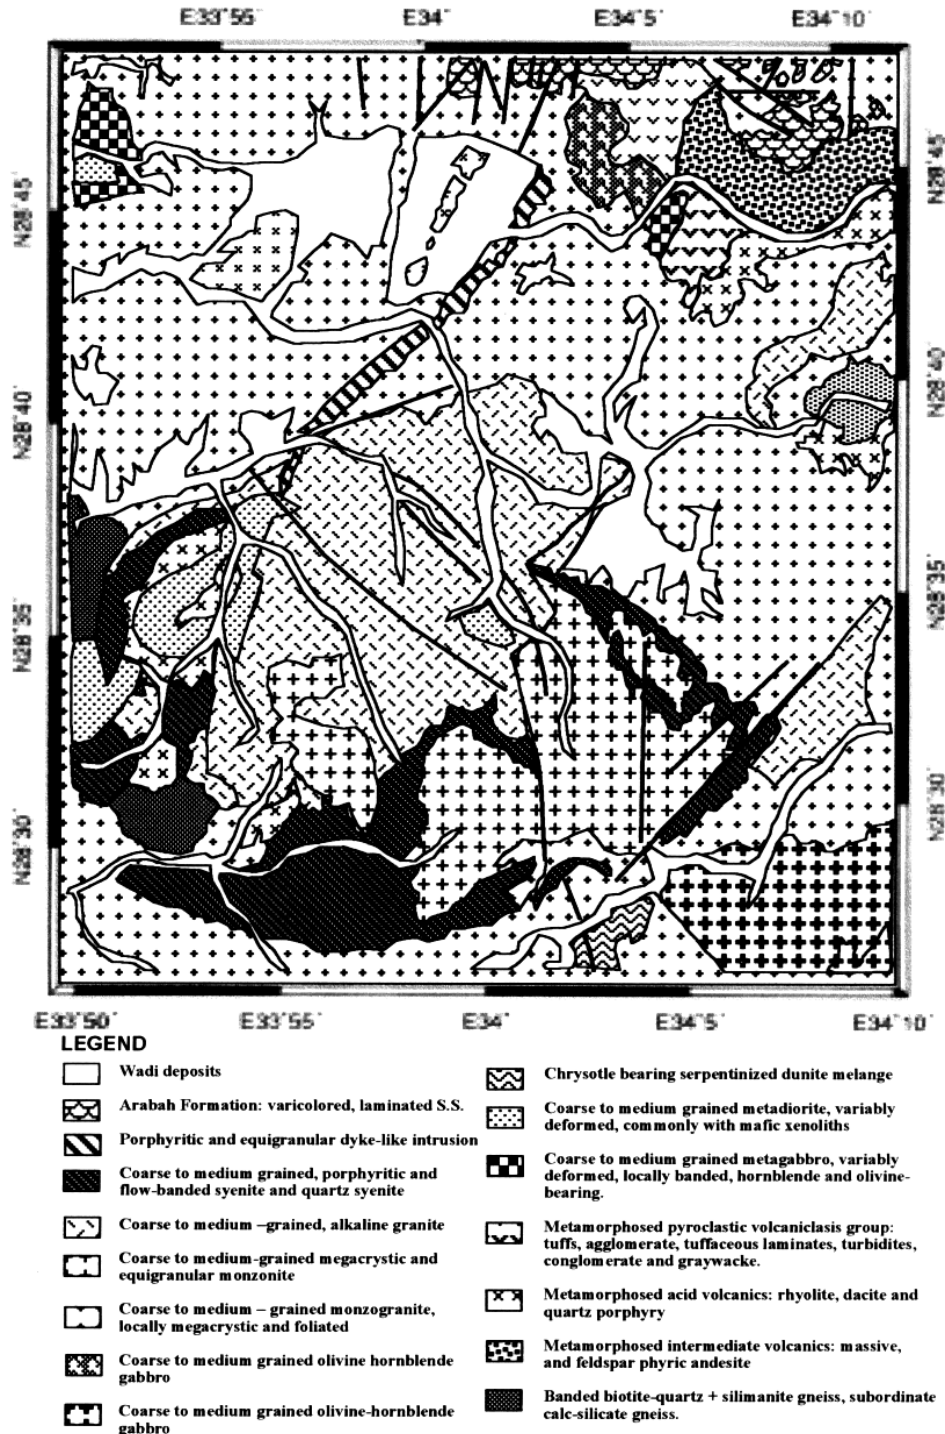 E33°55' E34° E34°5' E34°10'
N28°45'
N28°45'
N28°40'
N28°40'
N28°35'
N28°35'
N28°30'
N28°30'
E33°50' E33°55' E34° E34°5' E34°10'
LEGEND
Wadi deposits
Arabah Formation: varicolored, laminated S.S.
Porphyritic and equigranular dyke-like intrusion
Coarse to medium grained, porphyritic and
flow-banded syenite and quartz syenite
Coarse to medium –grained, alkaline granite
Coarse to medium-grained megacrystic and
equigranular monzonite
Coarse to medium – grained monzogranite,
locally megacrystic and foliated
Coarse to medium grained olivine hornblende
gabbro
Coarse to medium grained olivine-hornblende
gabbro
Chrysotle bearing serpentinized dunite melange
Coarse to medium grained metadiorite, variably
deformed, commonly with mafic xenoliths
Coarse to medium grained metagabbro, variably
deformed, locally banded, hornblende and olivine-
bearing.
Metamorphosed pyroclastic volcaniclasis group:
tuffs, agglomerate, tuffaceous laminates, turbidites,
conglomerate and graywacke.
Metamorphosed acid volcanics: rhyolite, dacite and
quartz porphyry
Metamorphosed intermediate volcanics: massive,
and feldspar phyric andesite
Banded biotite-quartz + silimanite gneiss, subordinate
calc-silicate gneiss.